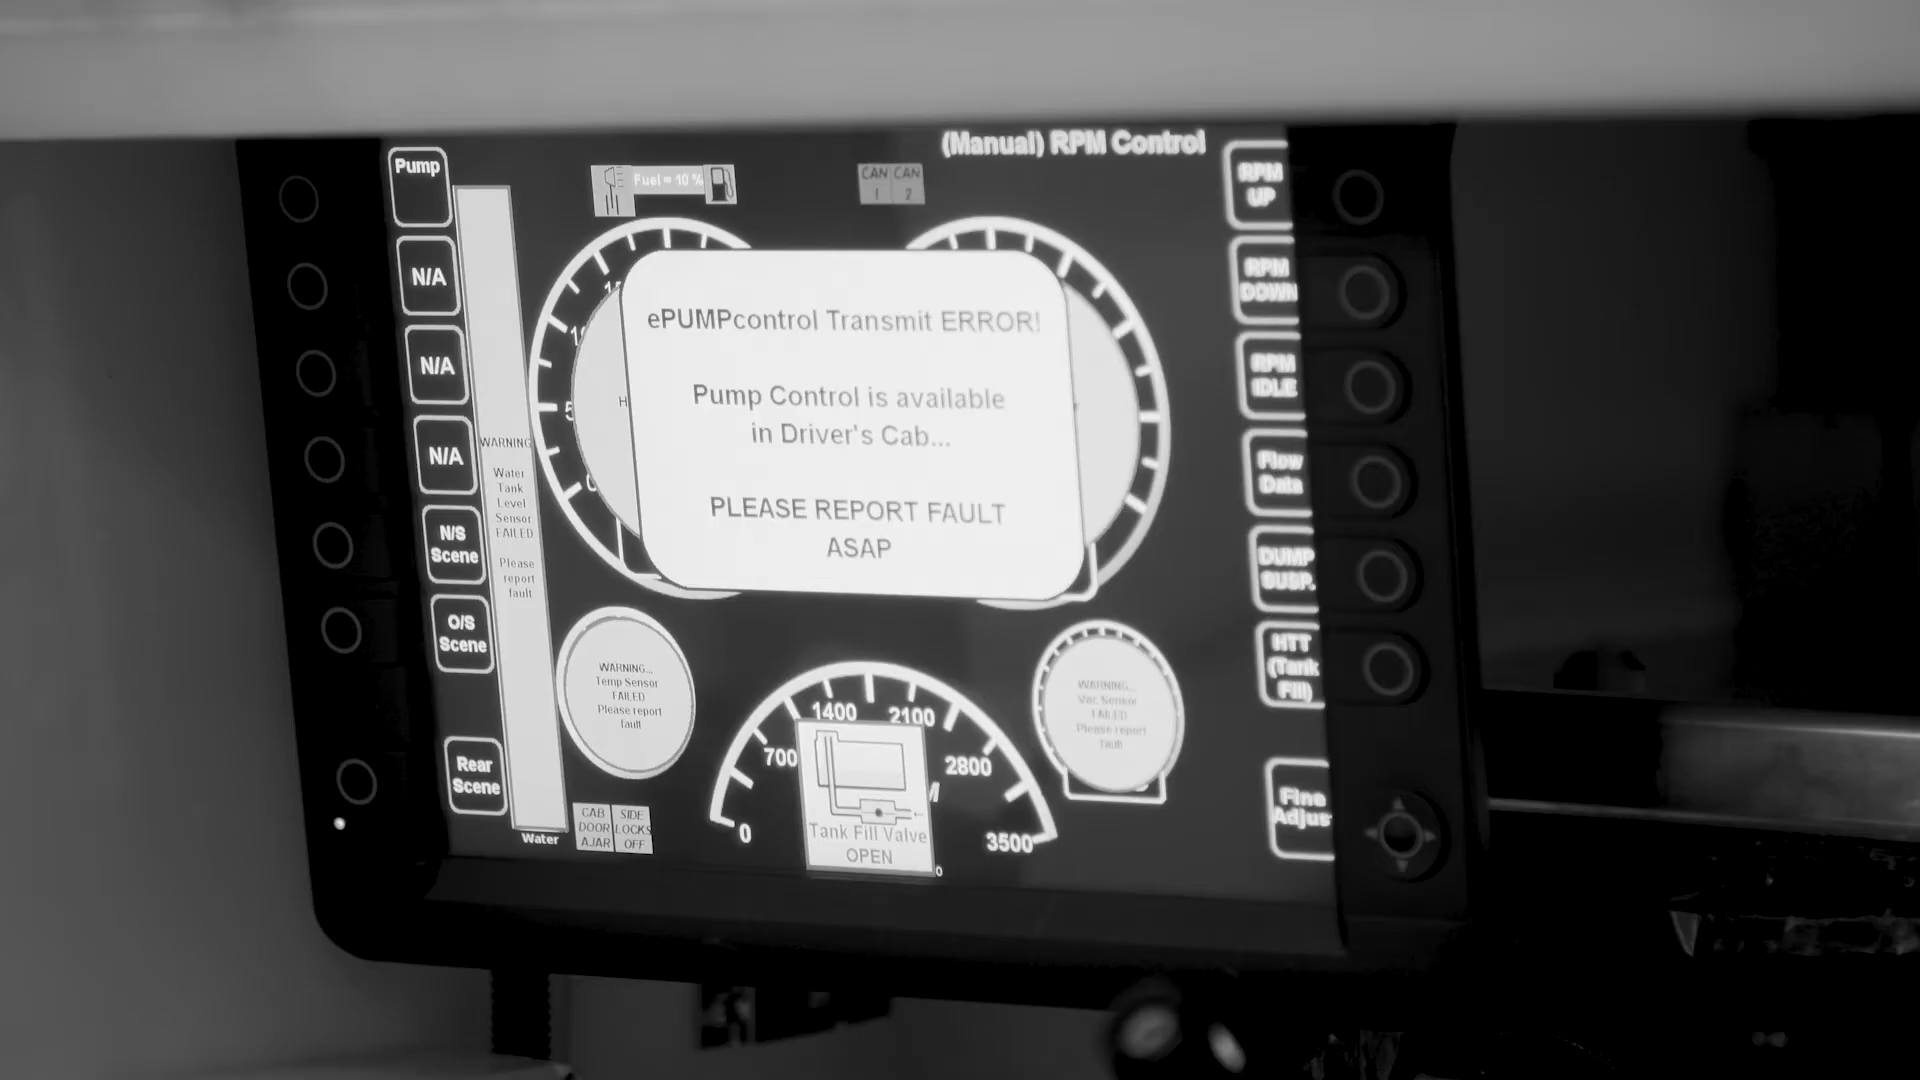 (Manual) RPM Control
Pump
Fuel = 10 %
CAN CAN
1 2
RPM
UP
N/A
RPM
DOWN
ePUMPcontrol Transmit ERROR!
N/A
RPM
IDLE
Pump Control is available
in Driver's Cab...
N/A
WARNING
Water
Tank
Level
Sensor
FAILED
Please
report
fault
Flow
Data
PLEASE REPORT FAULT
ASAP
N/S
Scene
DUMP
SUSP.
O/S
Scene
HTT
(Tank
Fill)
WARNING...
Temp Sensor
FAILED
Please report
fault
WARNING...
Vac Sensor
FAILED
Please report
fault
0
700
1400
2100
2800
3500
Rear
Scene
Fine
Adjust
Tank Fill Valve
OPEN
0
CAB
DOOR
AJAR
SIDE
LOCKS
OFF
Water